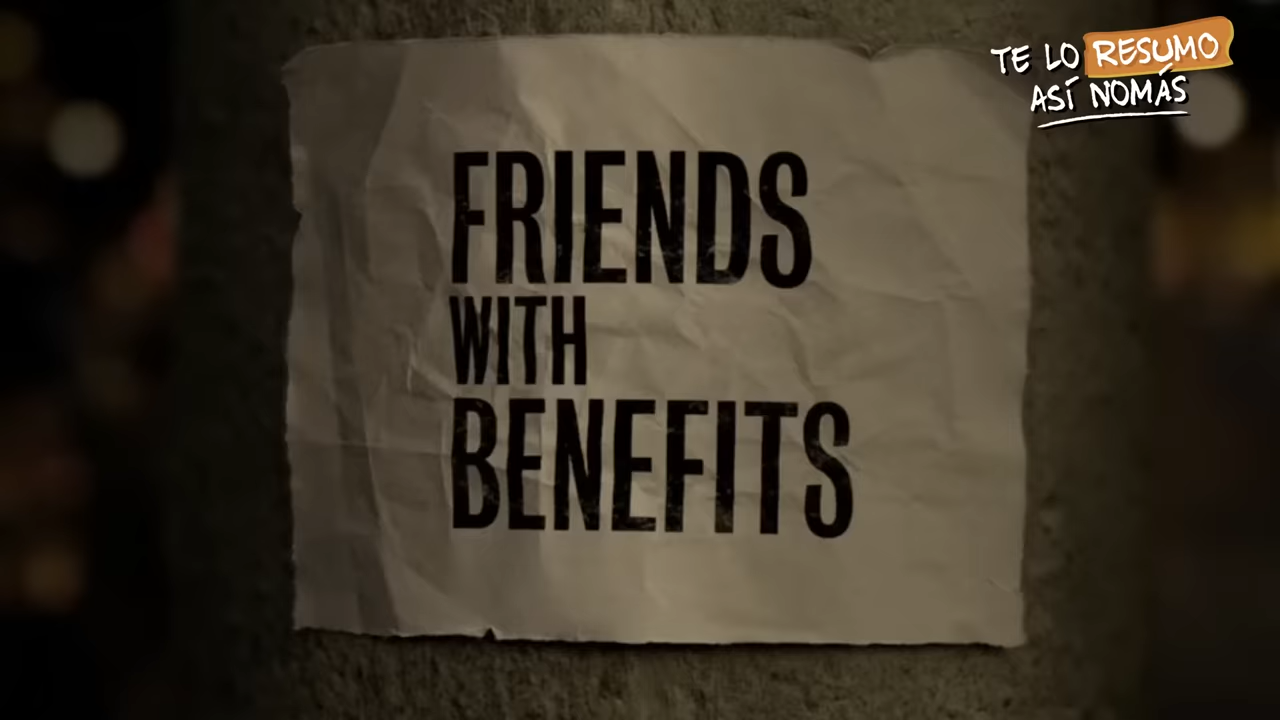 TE LO RESUMO
ASÍ NOMÁS
FRIENDS
WITH
BENEFITS